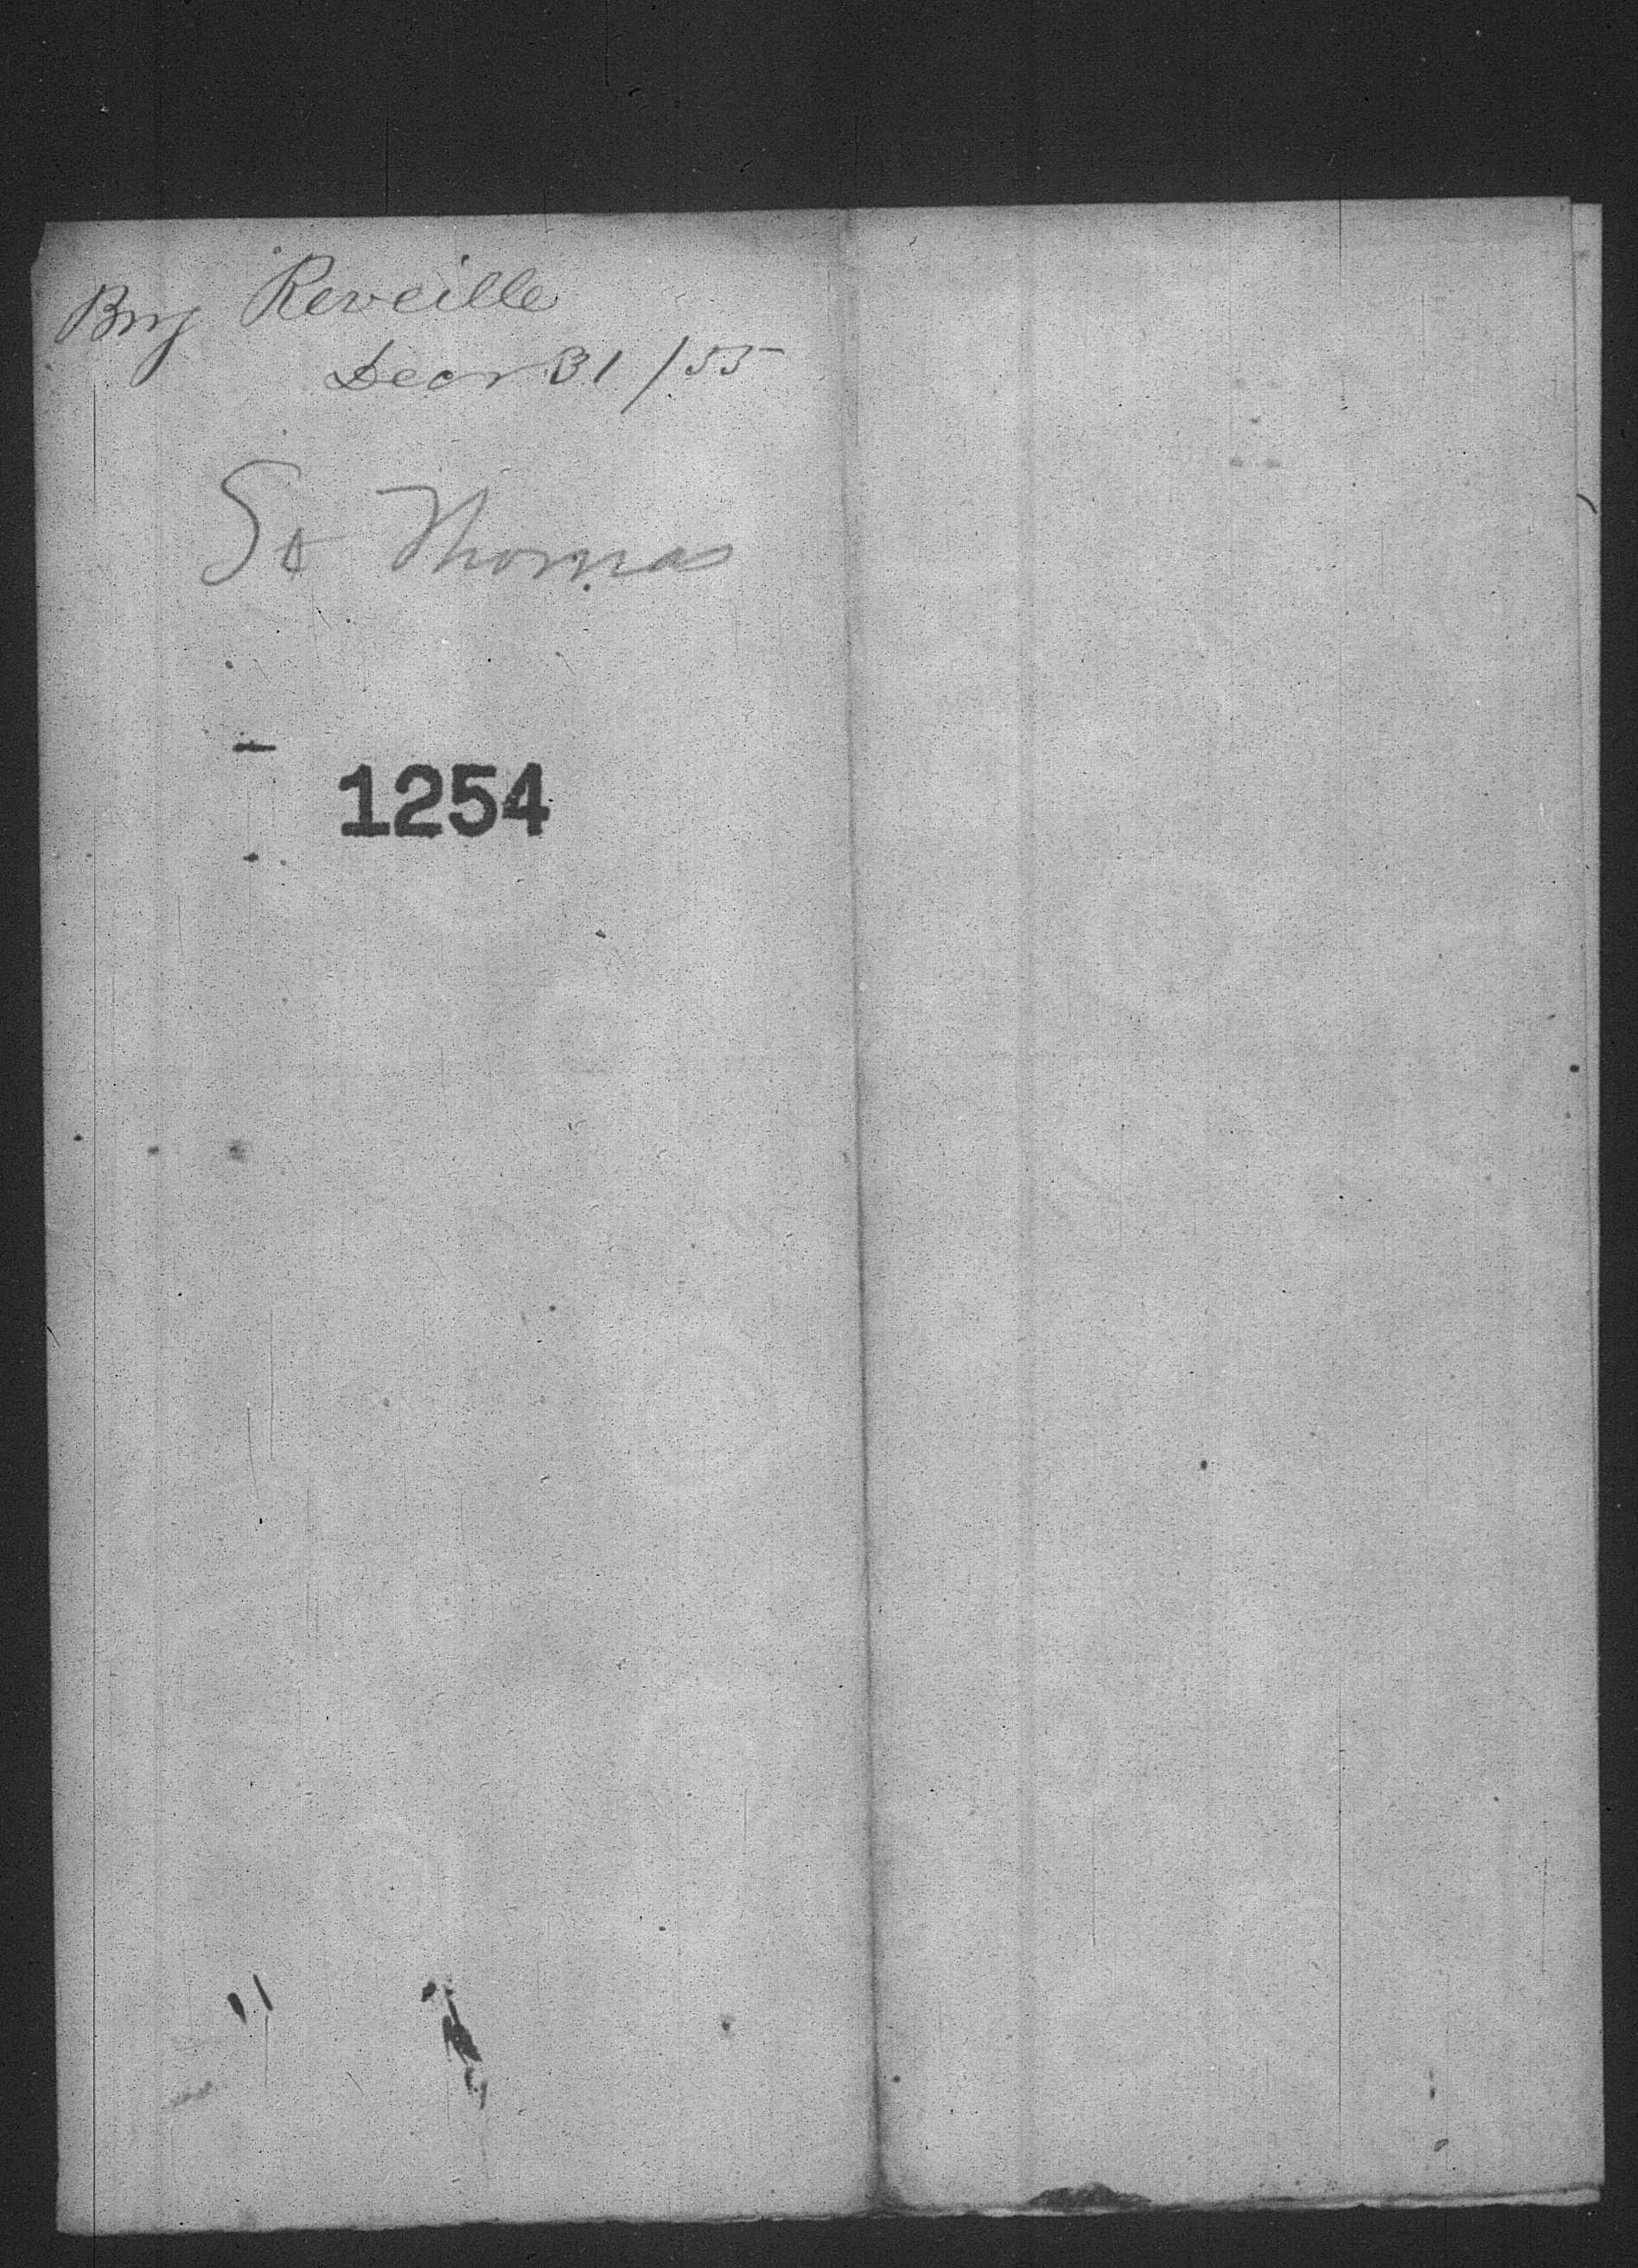 Brig Reveille
Decr 31 /55
St Thomas
1254